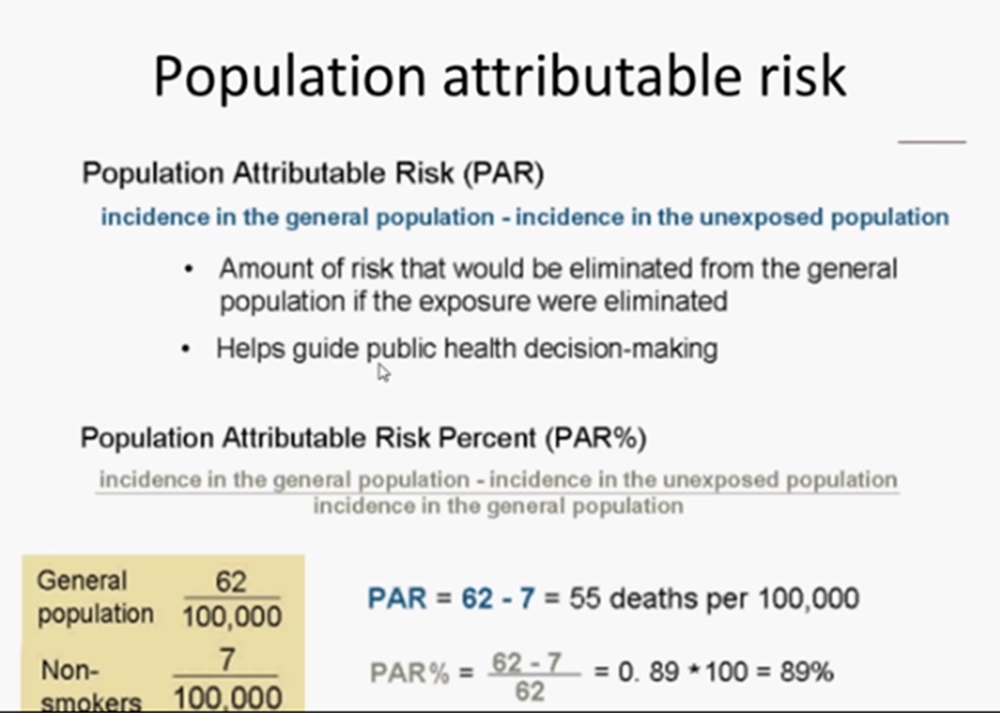 Population attributable risk
Population Attributable Risk (PAR)
incidence in the general population - incidence in the unexposed population
• Amount of risk that would be eliminated from the general
population if the exposure were eliminated
• Helps guide public health decision-making
Population Attributable Risk Percent (PAR%)
incidence in the general population - incidence in the unexposed population
incidence in the general population
General population
62
100,000
PAR = 62 - 7 = 55 deaths per 100,000
Non-smokers
7
100,000
PAR% = 62 - 7
62
= 0. 89 *100 = 89%